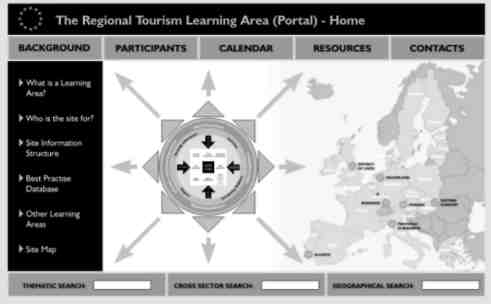 The Regional Tourism Learning Area (Portal) - Home
BACKGROUND
PARTICIPANTS
CALENDAR
RESOURCES
CONTACTS
What is a Learning
Area?
Who is the site for?
Site Information
Structure
Best Practise
Database
Other Learning
Areas
Site Map
THEMATIC SEARCH:
CROSS SECTOR SEARCH:
GEOGRAPHICAL SEARCH: